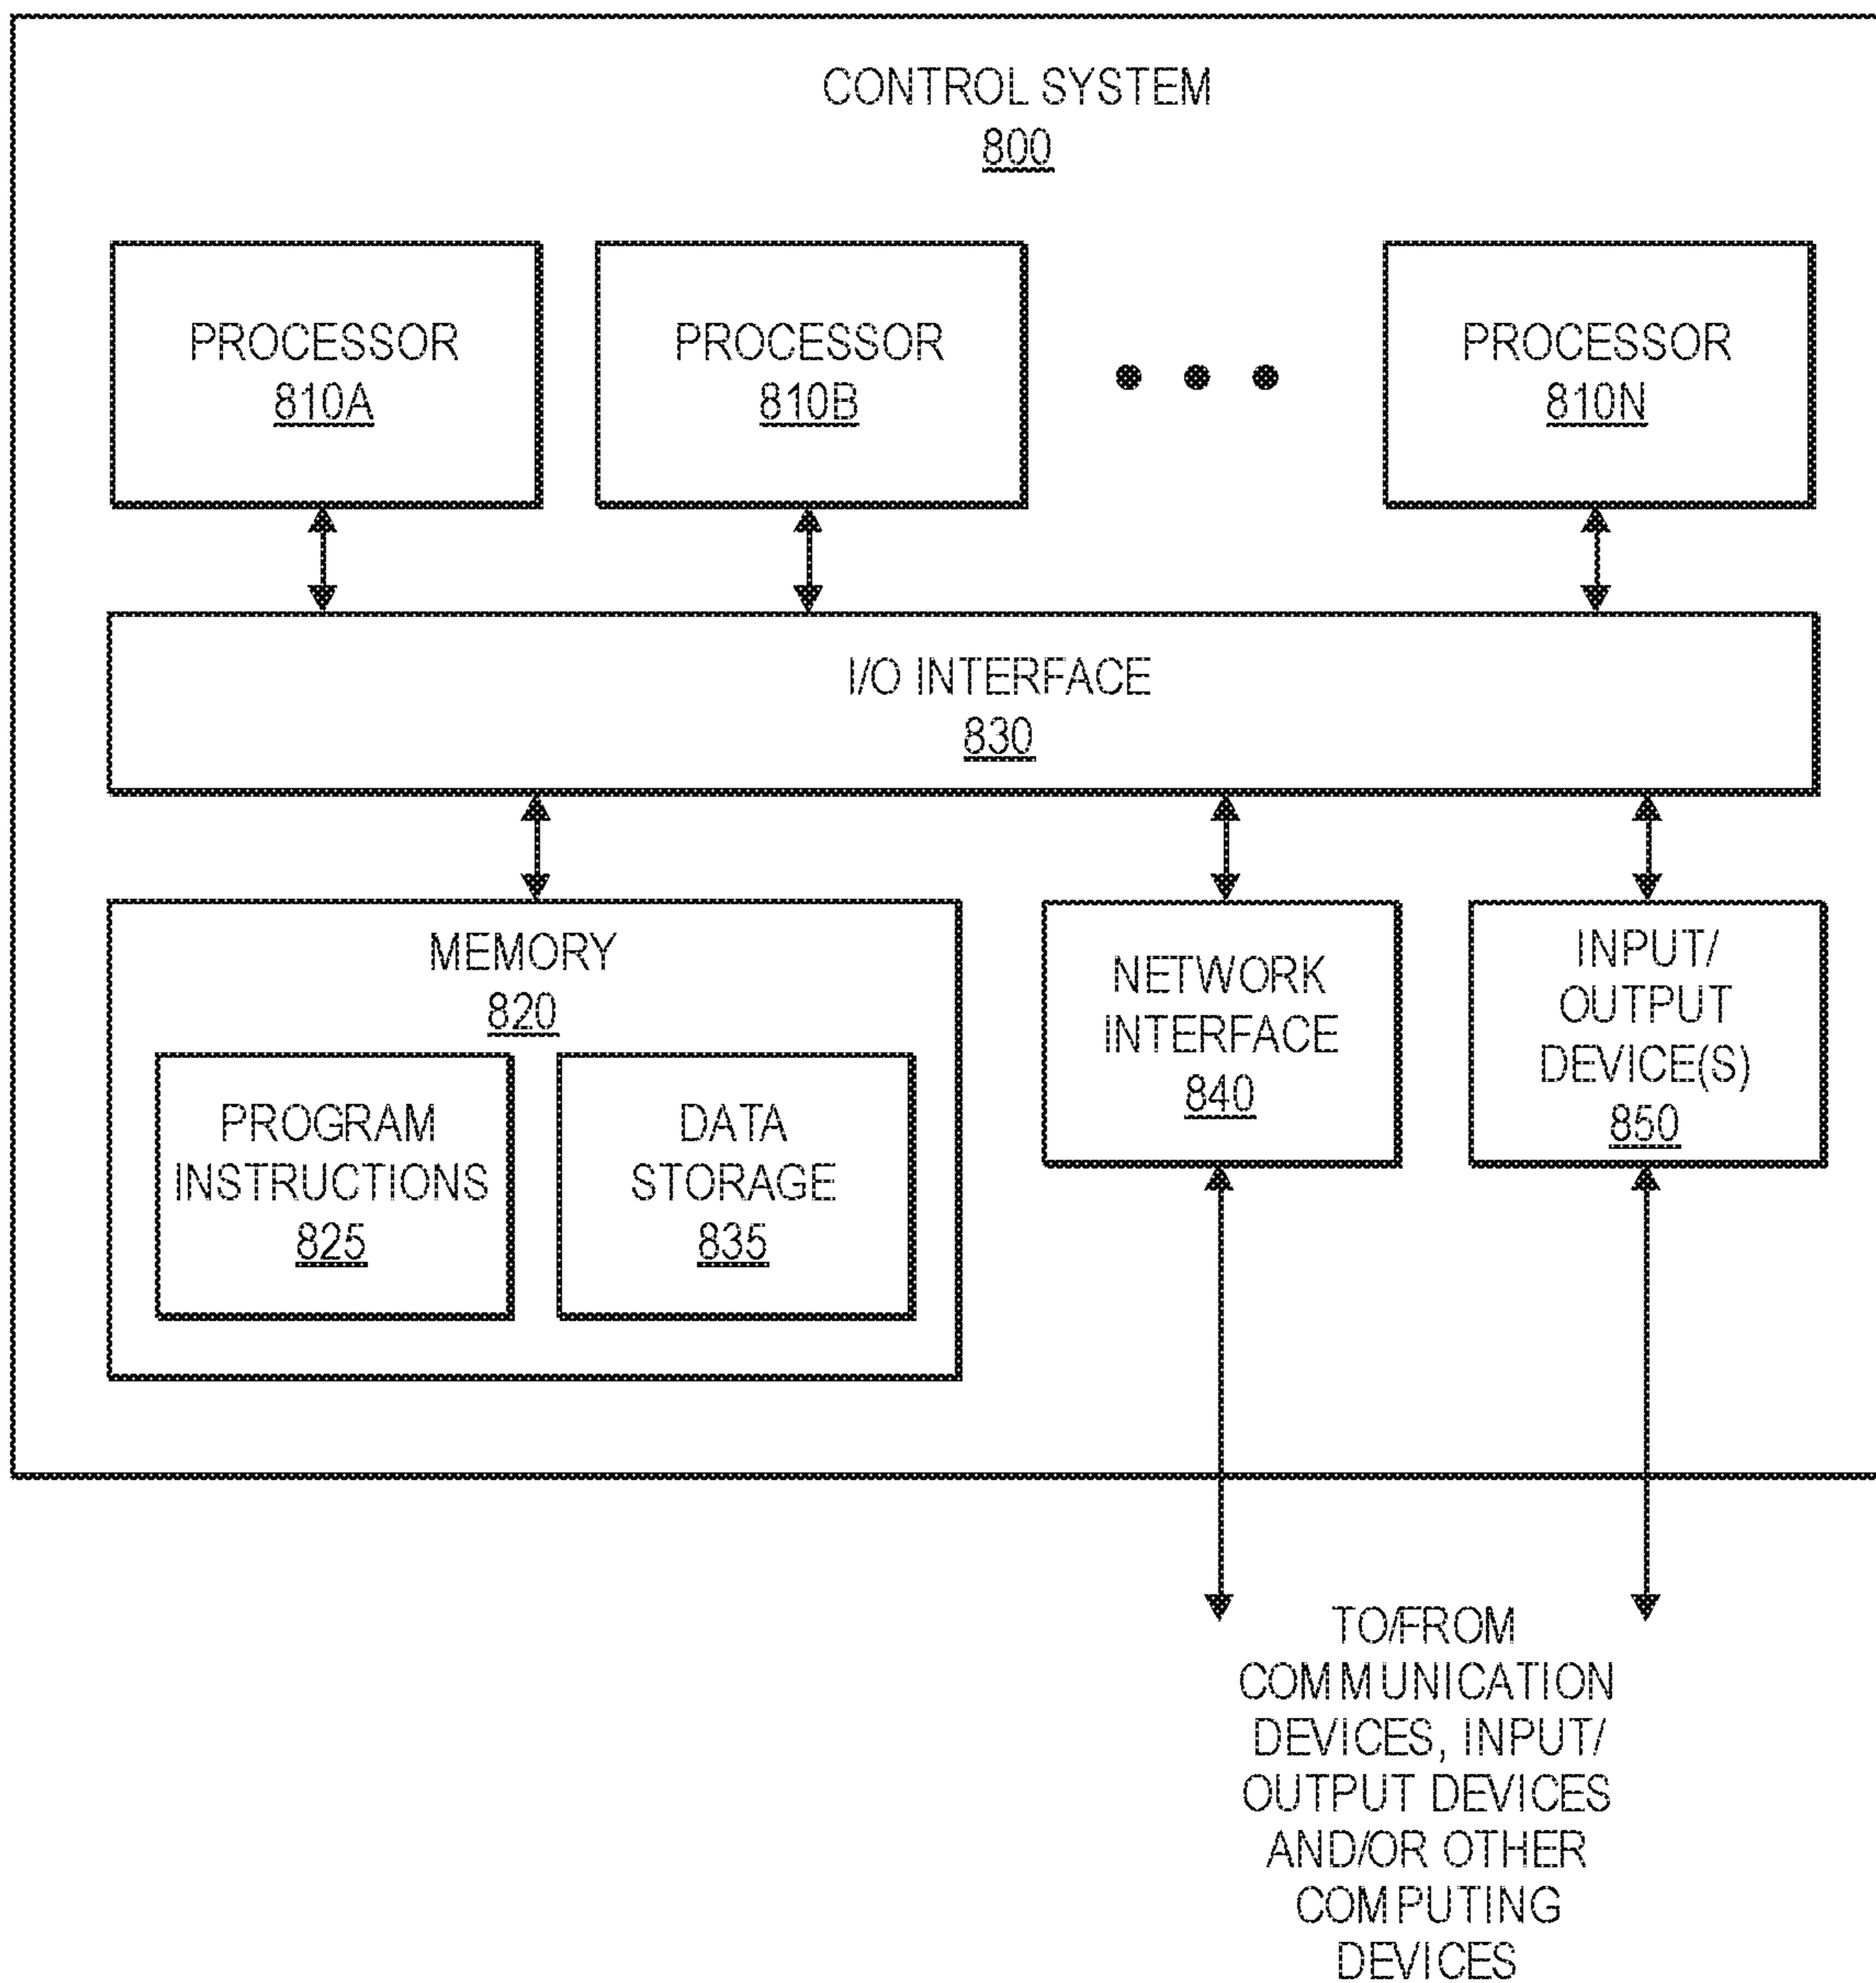 CONTROL SYSTEM
800
PROCESSOR
810A
PROCESSOR
810B
PROCESSOR
810N
I/O INTERFACE
830
MEMORY
820
PROGRAM
INSTRUCTIONS
825
DATA
STORAGE
835
NETWORK
INTERFACE
840
INPUT/
OUTPUT
DEVICE(S)
850
TO/FROM
COMMUNICATION
DEVICES, INPUT/
OUTPUT DEVICES
AND/OR OTHER
COMPUTING
DEVICES